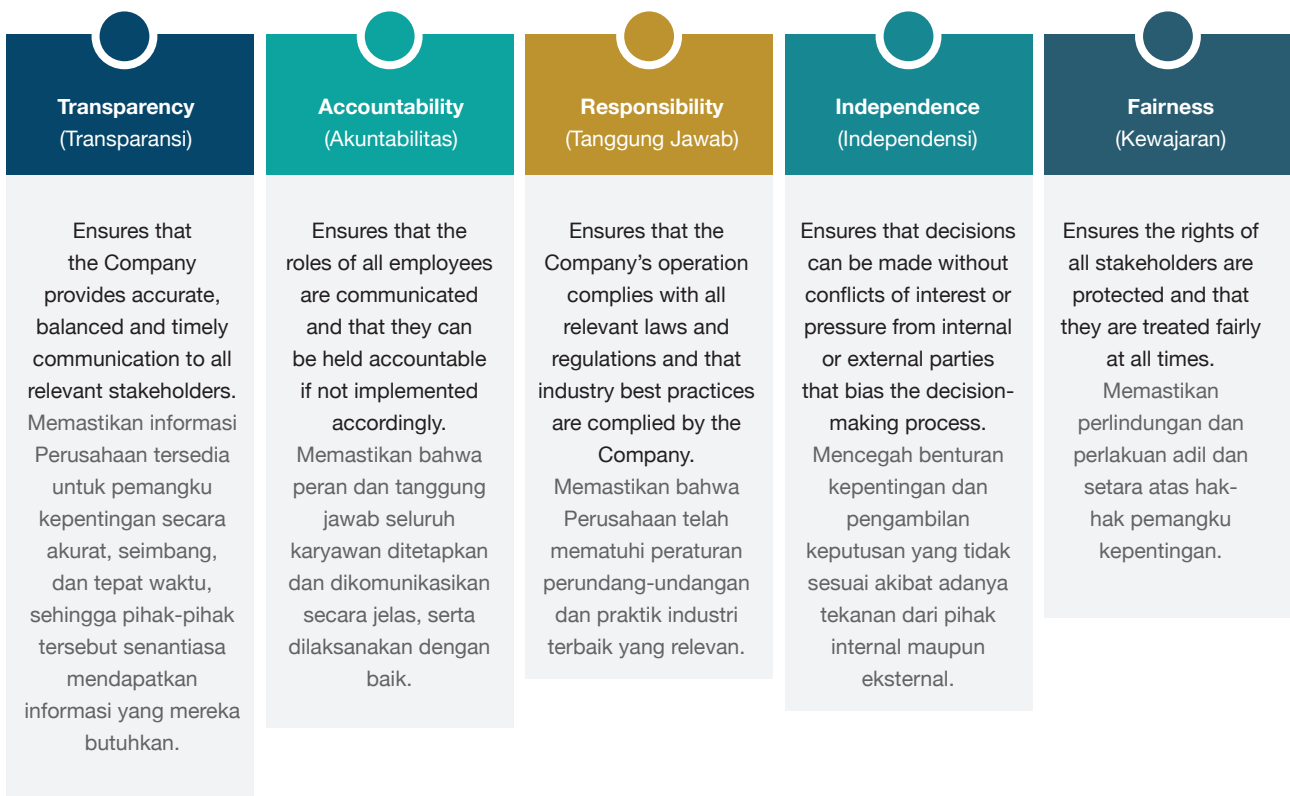 Transparency
(Transparansi)
Ensures that
the Company
provides accurate,
balanced and timely
communication to all
relevant stakeholders.
Memastikan informasi
Perusahaan tersedia
untuk pemangku
kepentingan secara
akurat, seimbang,
dan tepat waktu,
sehingga pihak-pihak
tersebut senantiasa
mendapatkan
informasi yang mereka
butuhkan.
Accountability
(Akuntabilitas)
Ensures that the
roles of all employees
are communicated
and that they can
be held accountable
if not implemented
accordingly.
Memastikan bahwa
peran dan tanggung
jawab seluruh
karyawan ditetapkan
dan dikomunikasikan
secara jelas, serta
dilaksanakan dengan
baik.
Responsibility
(Tanggung Jawab)
Ensures that the
Company’s operation
complies with all
relevant laws and
regulations and that
industry best practices
are complied by the
Company.
Memastikan bahwa
Perusahaan telah
mematuhi peraturan
perundang-undangan
dan praktik industri
terbaik yang relevan.
Independence
(Independensi)
Ensures that decisions
can be made without
conflicts of interest or
pressure from internal
or external parties
that bias the decision-
making process.
Mencegah benturan
kepentingan dan
pengambilan
keputusan yang tidak
sesuai akibat adanya
tekanan dari pihak
internal maupun
eksternal.
Fairness
(Kewajaran)
Ensures the rights of
all stakeholders are
protected and that
they are treated fairly
at all times.
Memastikan
perlindungan dan
perlakuan adil dan
setara atas hak-
hak pemangku
kepentingan.